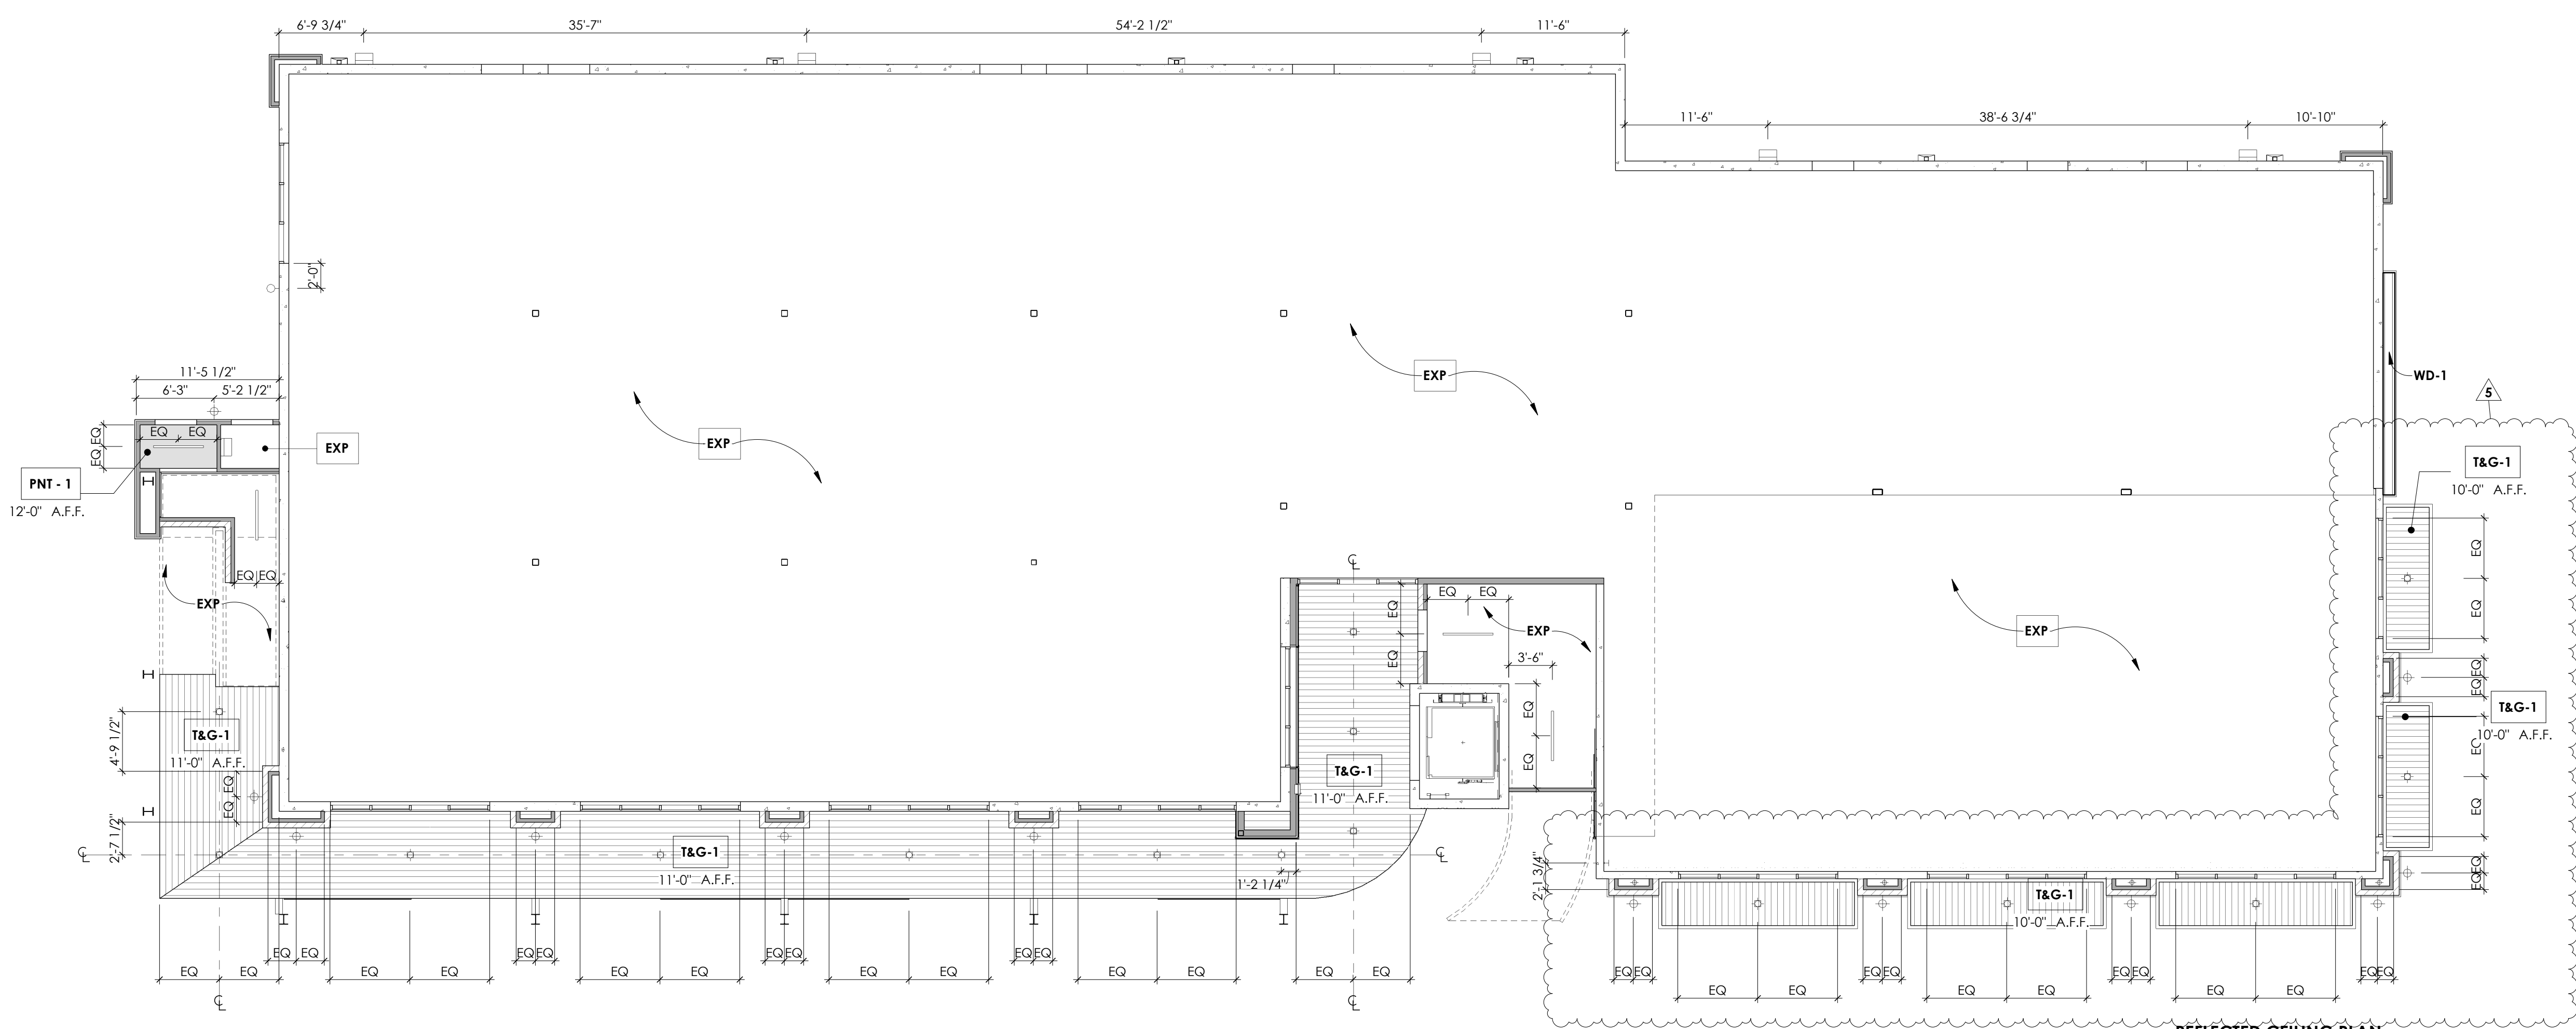 6'-9 3/4" 35'-7" 54'-2 1/2" 11'-6"
11'-6" 38'-6 3/4" 10'-10"
2'-0"
11'-5 1/2"
6'-3" 5'-2 1/2"
EQ EQ
EQ
EQ
EXP
PNT - 1
12'-0" A.F.F.
EXP
EXP
WD-1
5
T&G-1
10'-0" A.F.F.
EQ
EQ
EQ
EQ
T&G-1
10'-0" A.F.F.
EQ
EQ
EQ
EQ
EQ EQ
EXP
EQ EQ
EQ
EQ
EXP
3'-6"
EQ
EQ
EXP
4'-9 1/2"
T&G-1
11'-0" A.F.F.
EQ
EQ
2'-7 1/2"
T&G-1
11'-0" A.F.F.
T&G-1
11'-0" A.F.F.
1'-2 1/4"
2'-1 3/4"
T&G-1
10'-0" A.F.F.
EQ EQ EQ EQ EQ EQ EQ EQ
EQ EQ EQ EQ EQ EQ EQ EQ EQ EQ EQ EQ
EQ EQ EQ EQ EQ EQ EQ EQ
EQ EQ EQ EQ EQ EQ
℄
℄
℄
℄
℄
REFLECTED CEILING PLAN